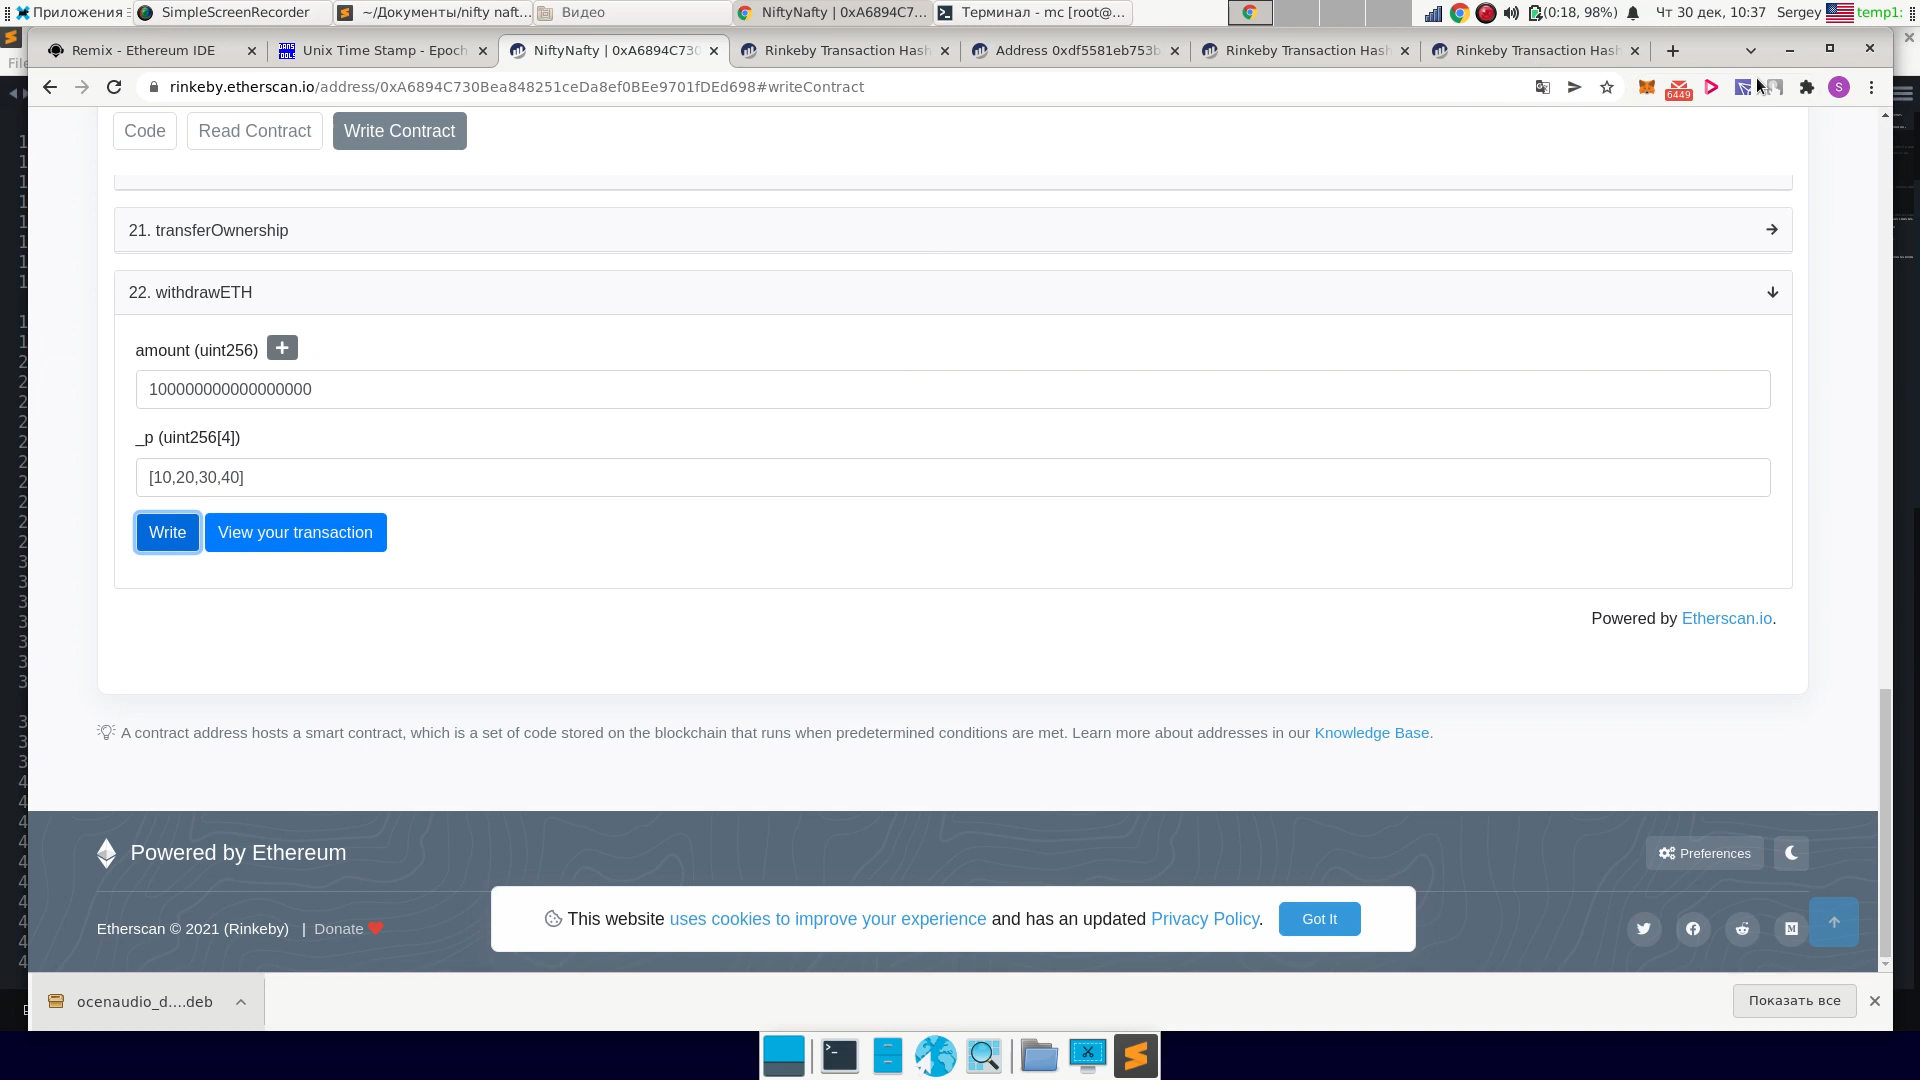 Приложения
SimpleScreenRecorder
~/Документы/nifty naft...
Видео
NiftyNafty | 0xA6894C7...
Терминал - mc [root@...
(0:18, 98%)
Чт 30 дек, 10:37
Sergey
temp1:
Remix - Ethereum IDE
Unix Time Stamp - Epoch
NiftyNafty | 0xA6894C730
Rinkeby Transaction Hash
Address 0xdf5581eb753b
Rinkeby Transaction Hash
Rinkeby Transaction Hash
rinkeby.etherscan.io/address/0xA6894C730Bea848251ceDa8ef0BEe9701fDEd698#writeContract
6449
S
Code
Read Contract
Write Contract
21. transferOwnership
22. withdrawETH
amount (uint256)
100000000000000000
_p (uint256[4])
[10,20,30,40]
Write
View your transaction
Powered by Etherscan.io.
A contract address hosts a smart contract, which is a set of code stored on the blockchain that runs when predetermined conditions are met. Learn more about addresses in our Knowledge Base.
Powered by Ethereum
Preferences
Etherscan © 2021 (Rinkeby) | Donate
This website uses cookies to improve your experience and has an updated Privacy Policy.
Got It
ocenaudio_d....deb
Показать все